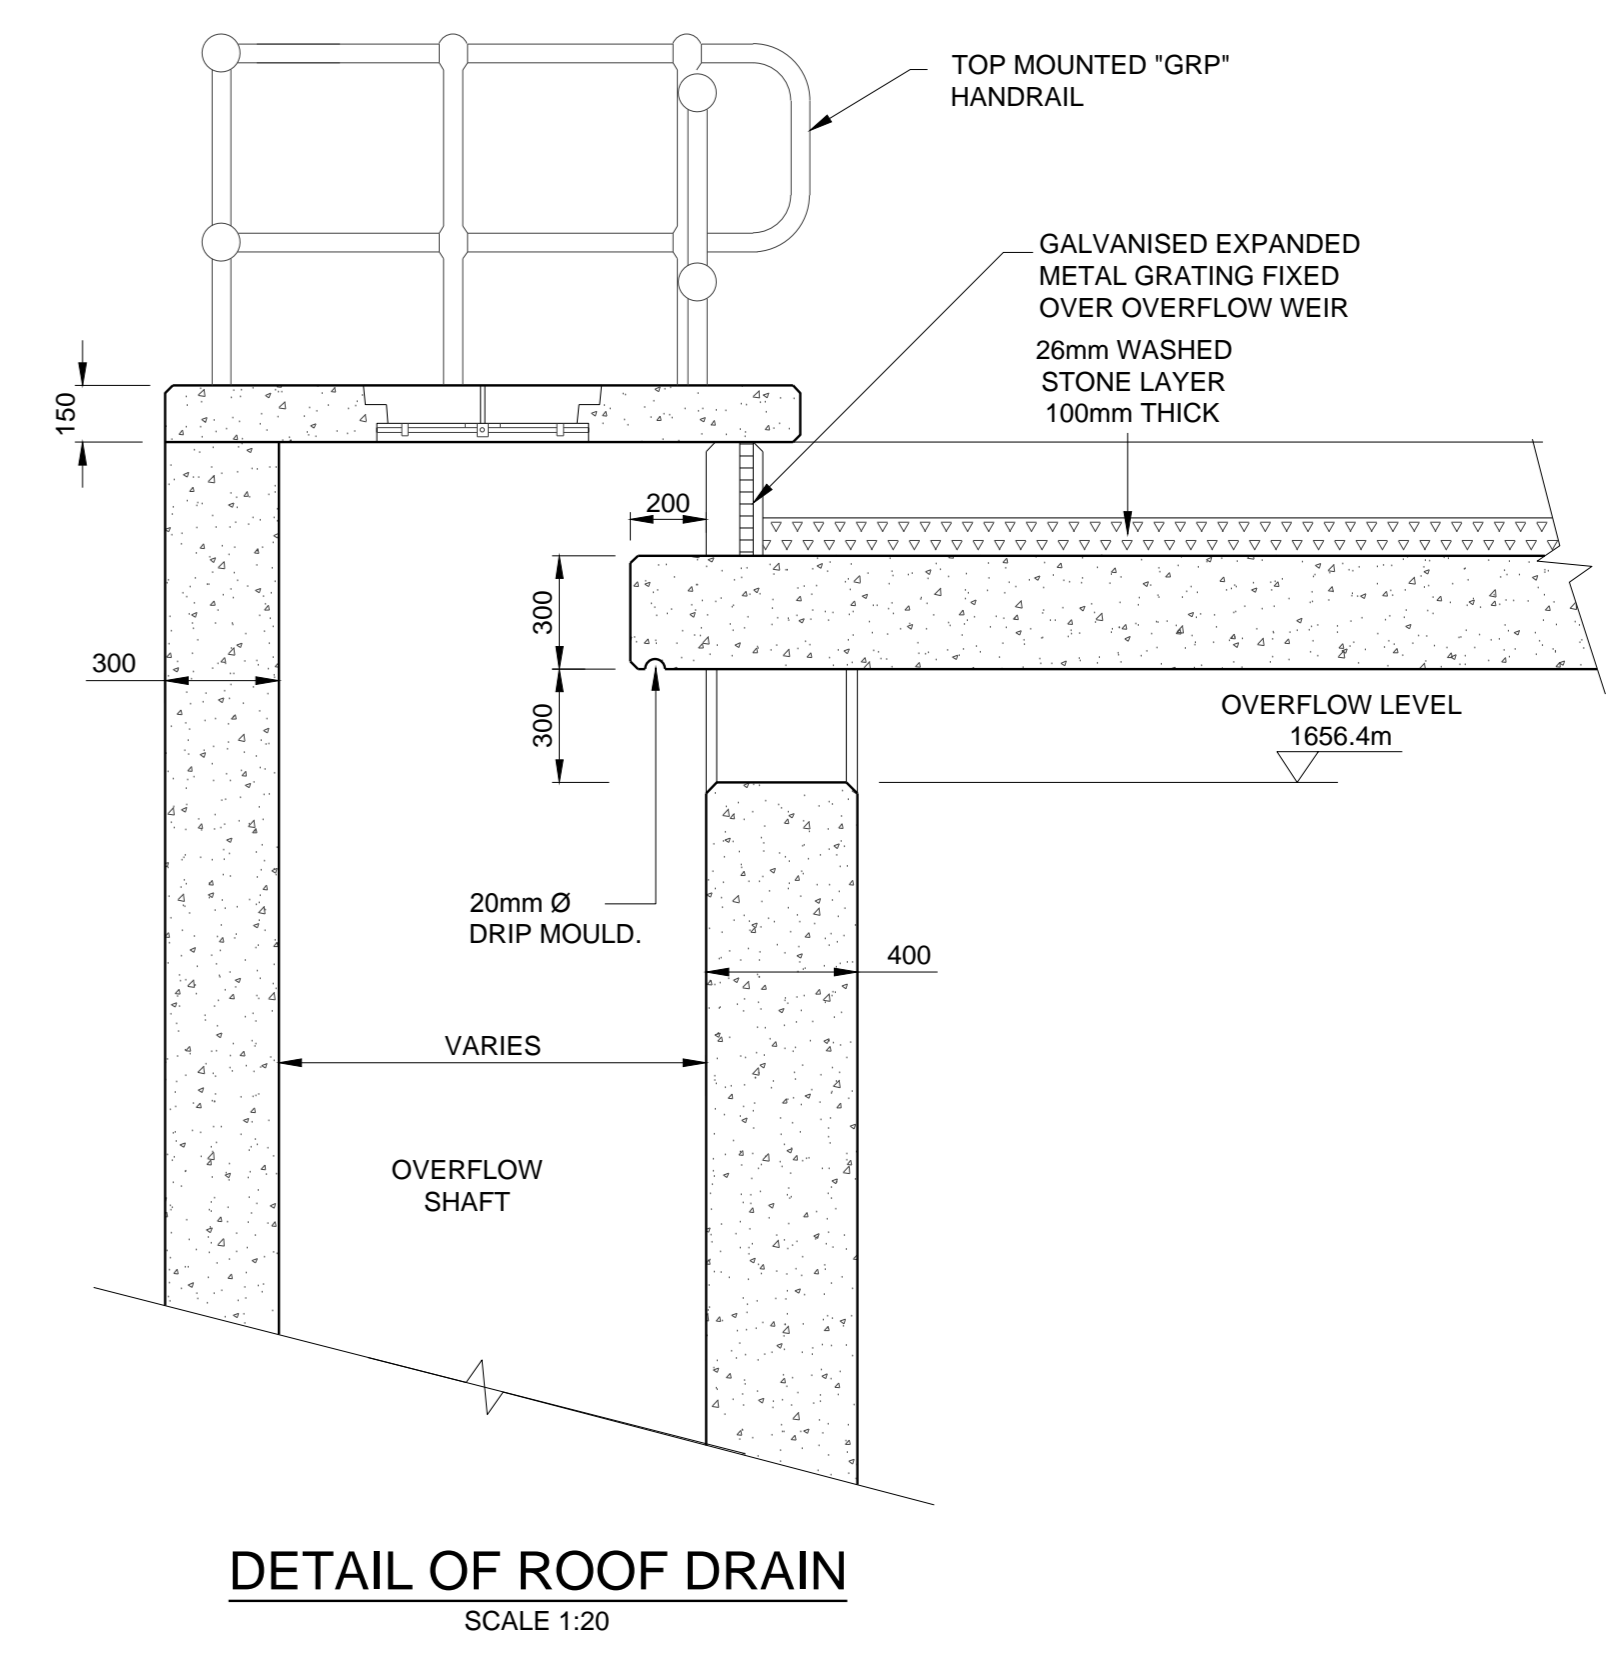 TOP MOUNTED "GRP"
HANDRAIL
GALVANISED EXPANDED
METAL GRATING FIXED
OVER OVERFLOW WEIR
26mm WASHED
STONE LAYER
100mm THICK
150
200
300
300
300
OVERFLOW LEVEL
1656.4m
20mm Ø
DRIP MOULD.
400
VARIES
OVERFLOW
SHAFT
DETAIL OF ROOF DRAIN
SCALE 1:20